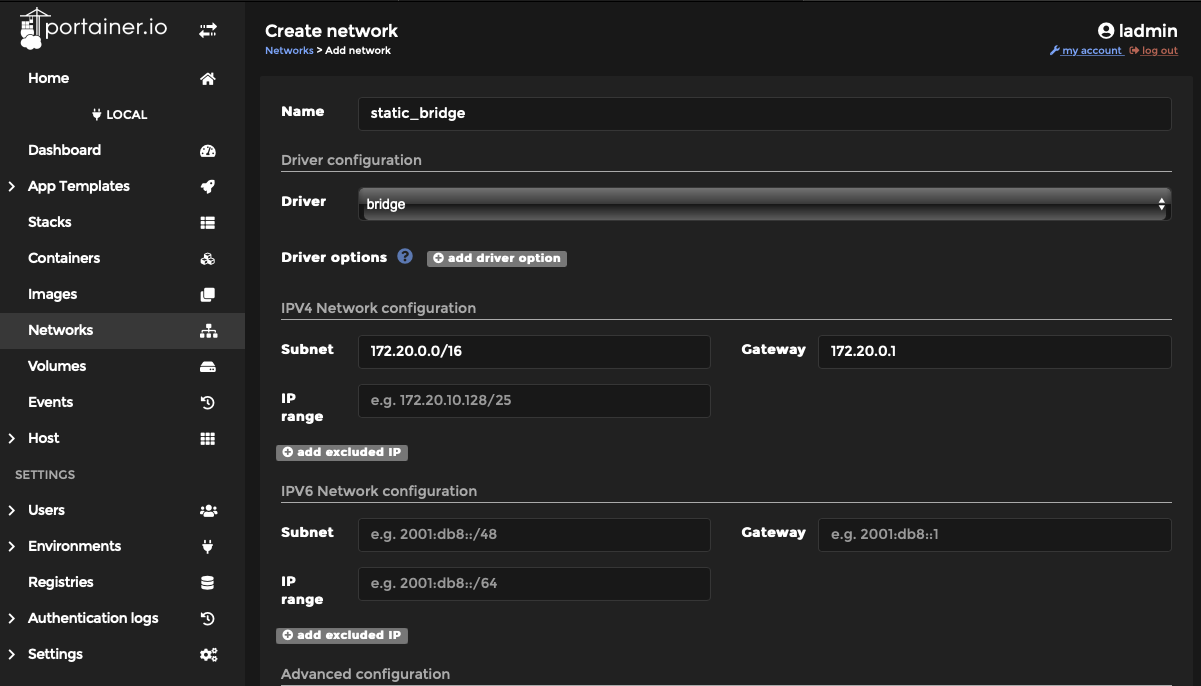 portainer.io
Home
LOCAL
Dashboard
App Templates
Stacks
Containers
Images
Networks
Volumes
Events
Host
SETTINGS
Users
Environments
Registries
Authentication logs
Settings
Create network
Networks > Add network
ladmin
my account log out
Name static_bridge
Driver configuration
Driver bridge
Driver options ? add driver option
IPV4 Network configuration
Subnet 172.20.0.0/16 Gateway 172.20.0.1
IP range e.g. 172.20.10.128/25
add excluded IP
IPV6 Network configuration
Subnet e.g. 2001:db8::/48 Gateway e.g. 2001:db8::1
IP range e.g. 2001:db8::/64
add excluded IP
Advanced configuration